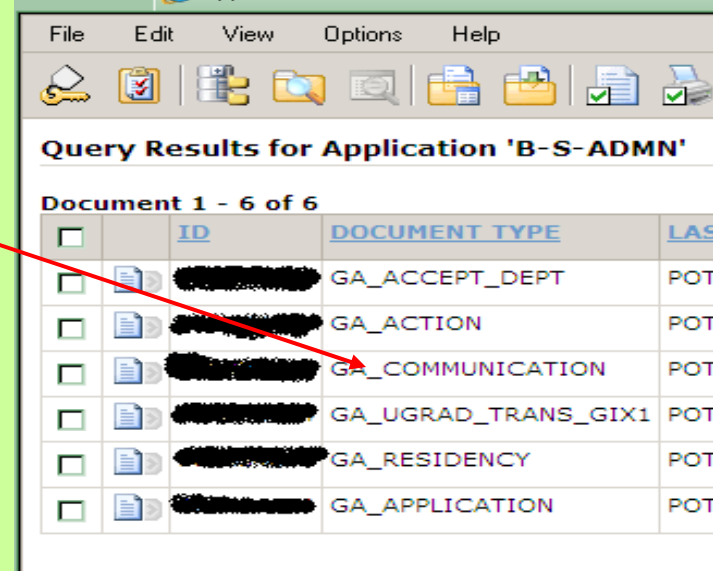 File Edit View Options Help
Query Results for Application 'B-S-ADMN'
Document 1 - 6 of 6
ID DOCUMENT TYPE LAS
GA_ACCEPT_DEPT POT
GA_ACTION POT
GA_COMMUNICATION POT
GA_UGRAD_TRANS_GIX1 POT
GA_RESIDENCY POT
GA_APPLICATION POT